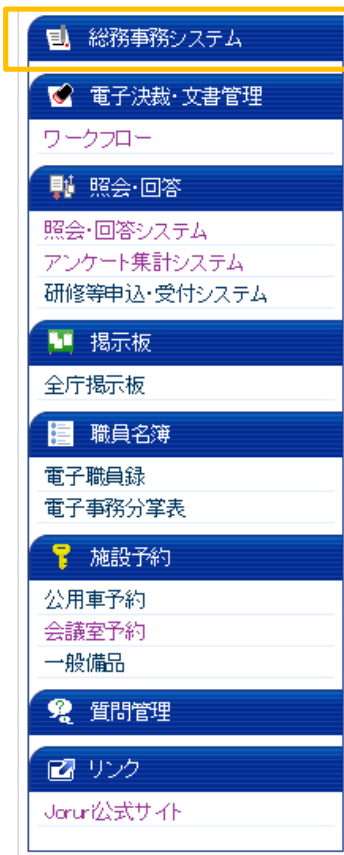 総務事務システム
電子決裁・文書管理
ワークフロー
照会・回答
照会・回答システム
アンケート集計システム
研修等申込・受付システム
掲示板
全庁掲示板
職員名簿
電子職員録
電子事務分掌表
施設予約
公用車予約
会議室予約
一般備品
質問管理
リンク
Joruri公式サイト